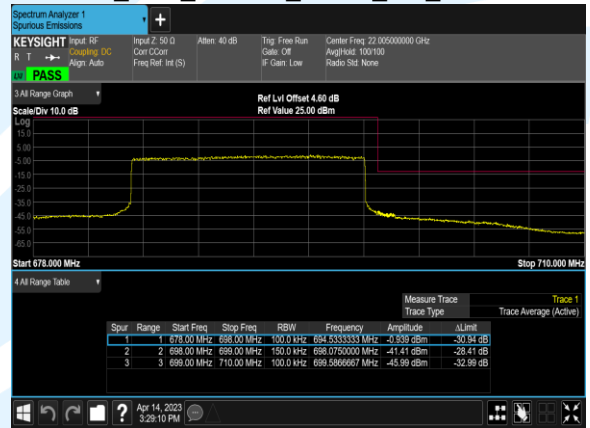 Spectrum Analyzer 1
Spurious Emissions
+
KEYSIGHT Input: RF Input Z: 50 Ω Atten: 40 dB Trig: Free Run Center Freq: 22.005000000 GHz
R T Coupling: DC Corr CCorr Gate: Off Avg|Hold: 100/100
Align: Auto Freq Ref: Int (S) IF Gain: Low Radio Std: None
LM PASS
3 All Range Graph
Ref Lvl Offset 4.60 dB
Scale/Div 10.0 dB Ref Value 25.00 dBm
Log
15.0
5.00
-5.00
-15.0
-25.0
-35.0
-45.0
-55.0
-65.0
Start 678.000 MHz Stop 710.000 MHz
4 All Range Table
Measure Trace Trace 1
Trace Type Trace Average (Active)
Spur Range Start Freq Stop Freq RBW Frequency Amplitude ΔLimit
1 1 678.00 MHz 698.00 MHz 100.0 kHz 694.5333333 MHz -0.939 dBm -30.94 dB
2 2 698.00 MHz 699.00 MHz 150.0 kHz 698.0750000 MHz -41.41 dBm -28.41 dB
3 3 699.00 MHz 710.00 MHz 100.0 kHz 699.5866667 MHz -45.99 dBm -32.99 dB
? Apr 14, 2023
3:29:10 PM